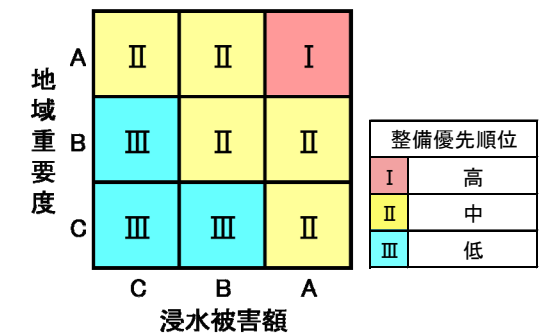 地域重要度
A Ⅱ Ⅱ Ⅰ
B Ⅲ Ⅱ Ⅱ
C Ⅲ Ⅲ Ⅱ
C B A
浸水被害額
整備優先順位
Ⅰ 高
Ⅱ 中
Ⅲ 低